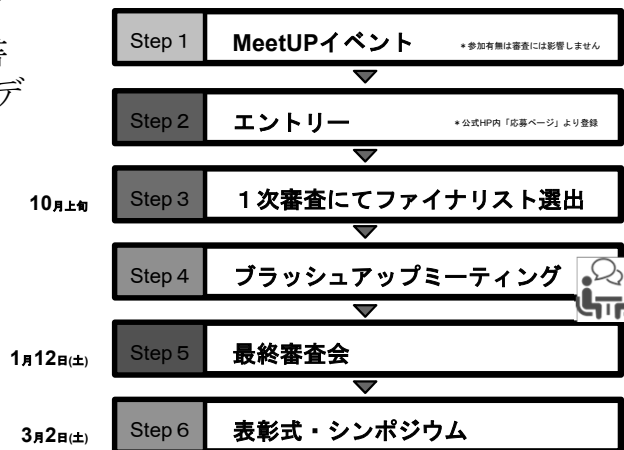 デ
Step 1 MeetUPイベント ＊参加有無は審査には影響しません
Step 2 エントリー ＊公式HP内「応募ページ」より登録
10月上旬 Step 3 １次審査にてファイナリスト選出
Step 4 ブラッシュアップミーティング
1月12日(土) Step 5 最終審査会
3月2日(土) Step 6 表彰式・シンポジウム